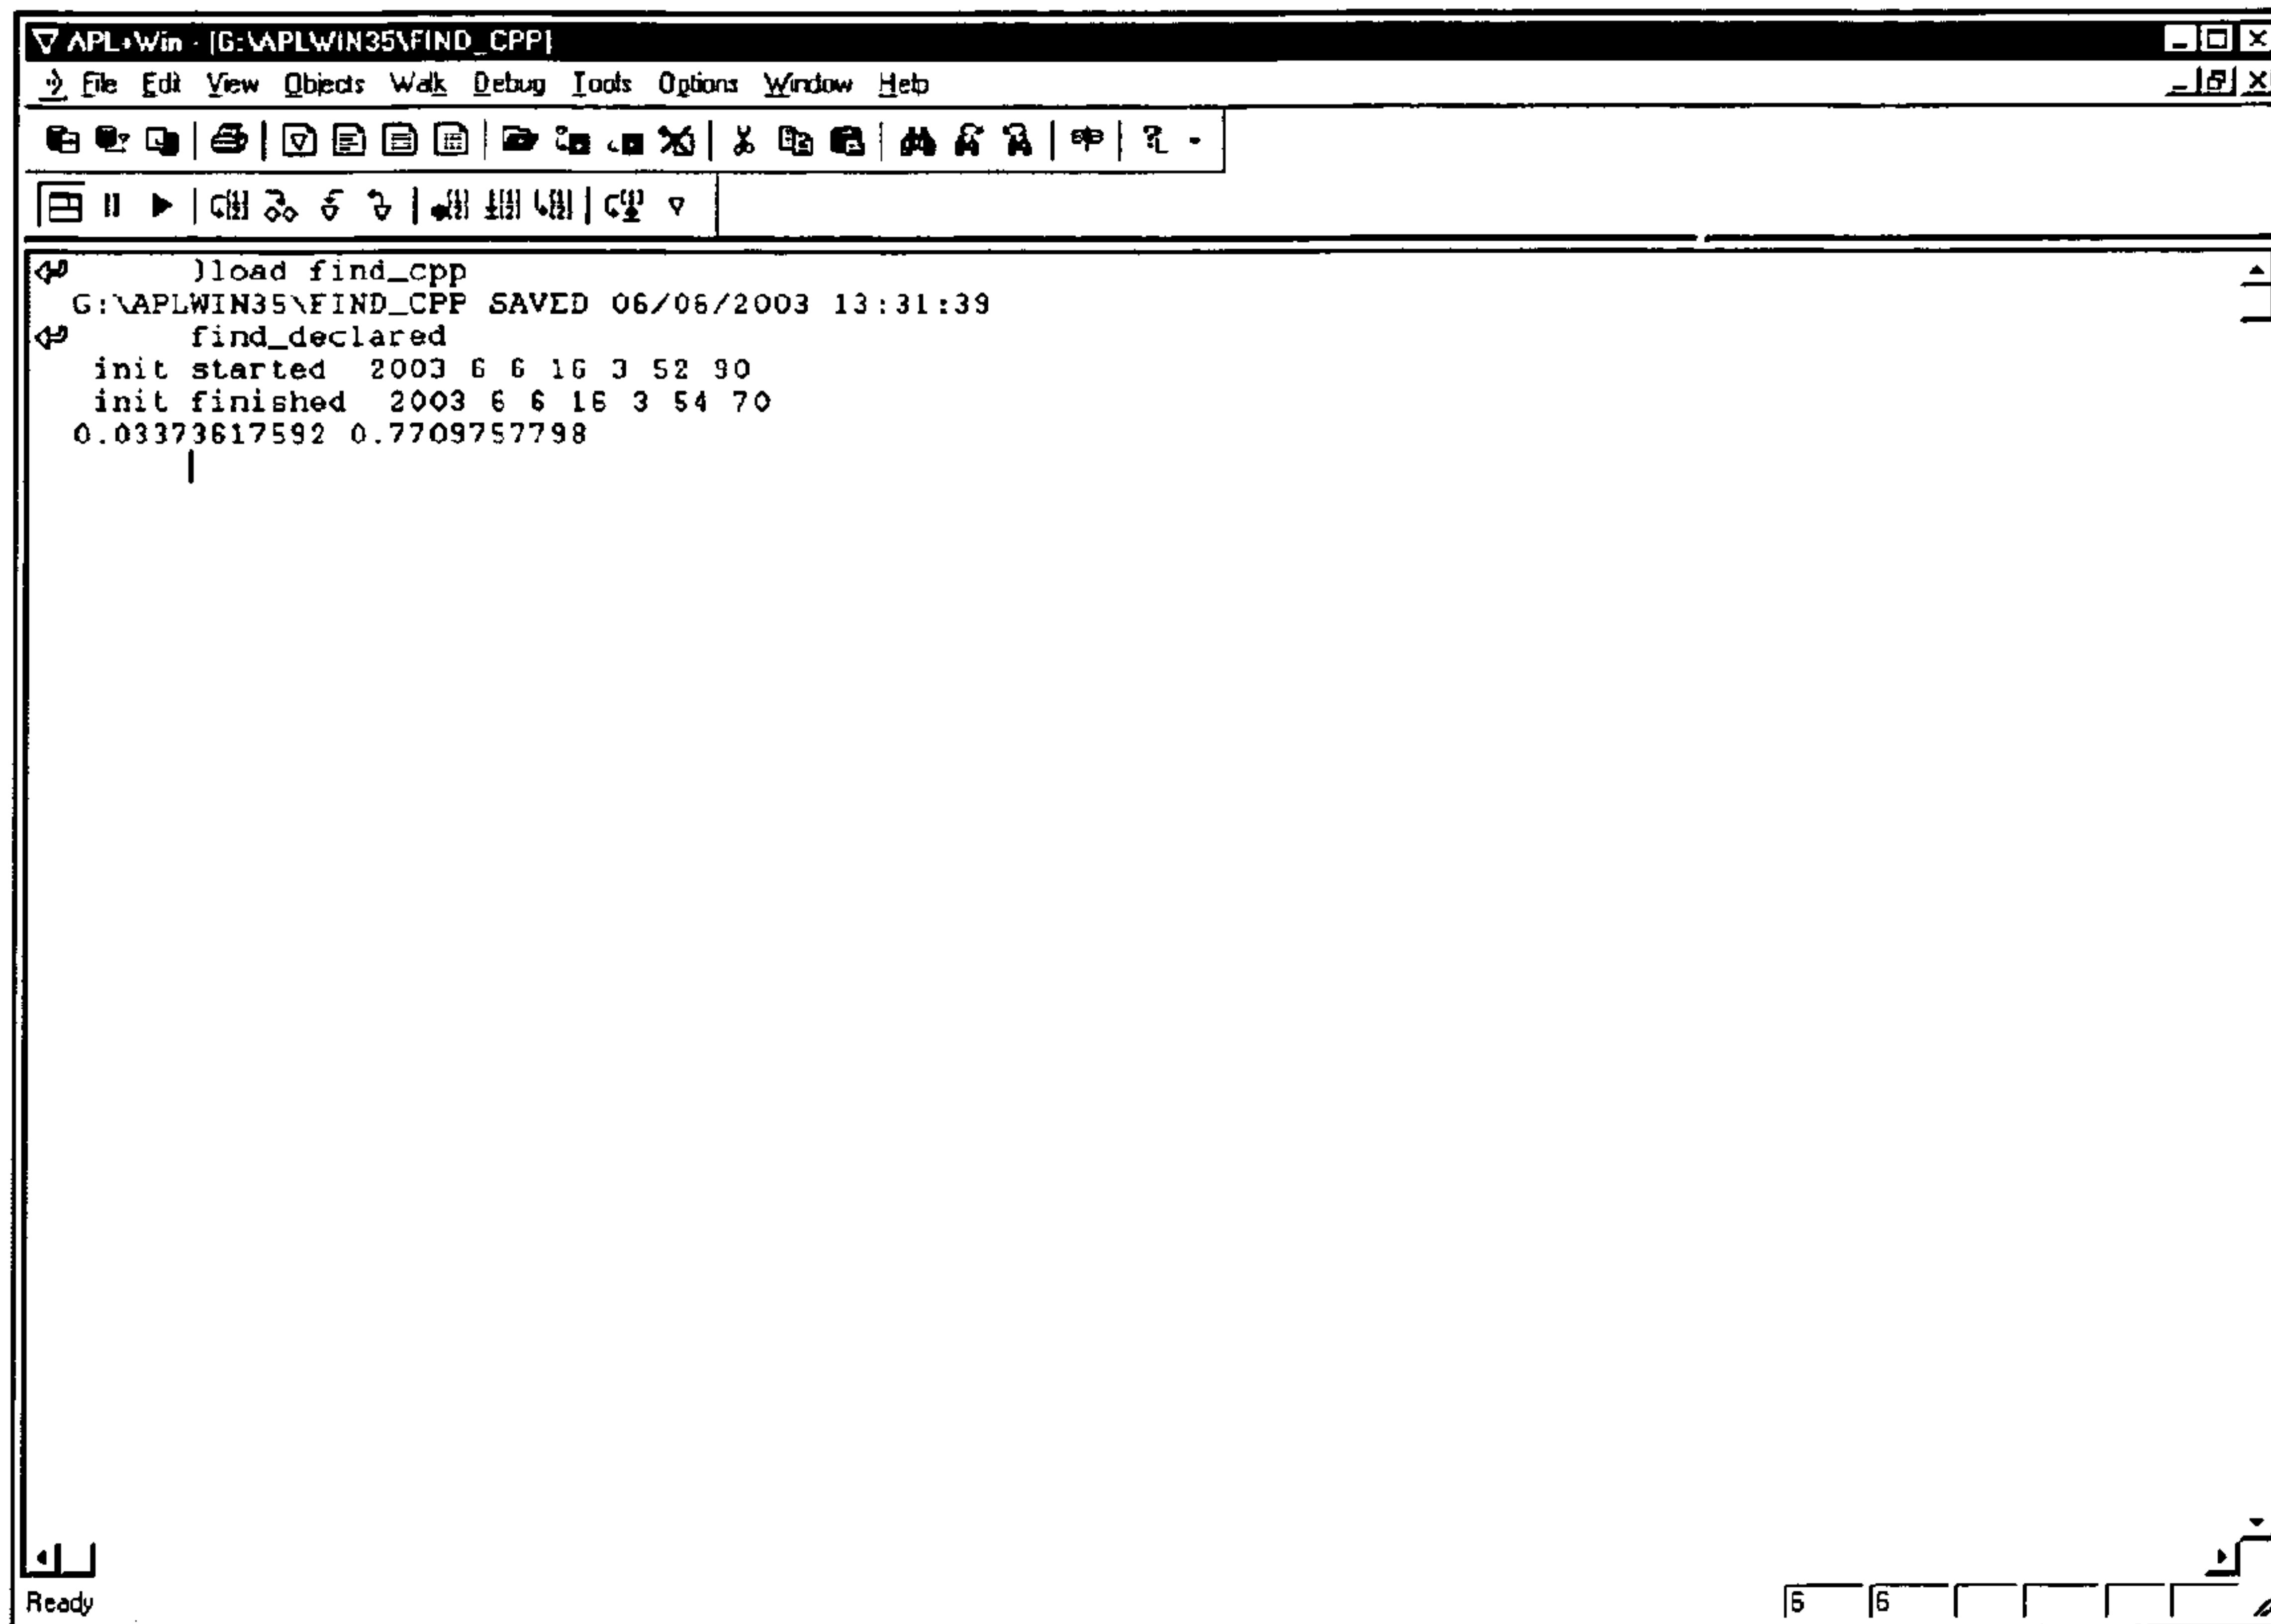 APL+Win - [G:\APLWIN35\FIND_CPP]
File Edit View Objects Walk Debug Tools Options Window Help
)load find_cpp
G:\APLWIN35\FIND_CPP SAVED 06/06/2003 13:31:39
find_declared
init started 2003 6 6 16 3 52 90
init finished 2003 6 6 16 3 54 70
0.03373617592 0.7709757798
Ready 6 6